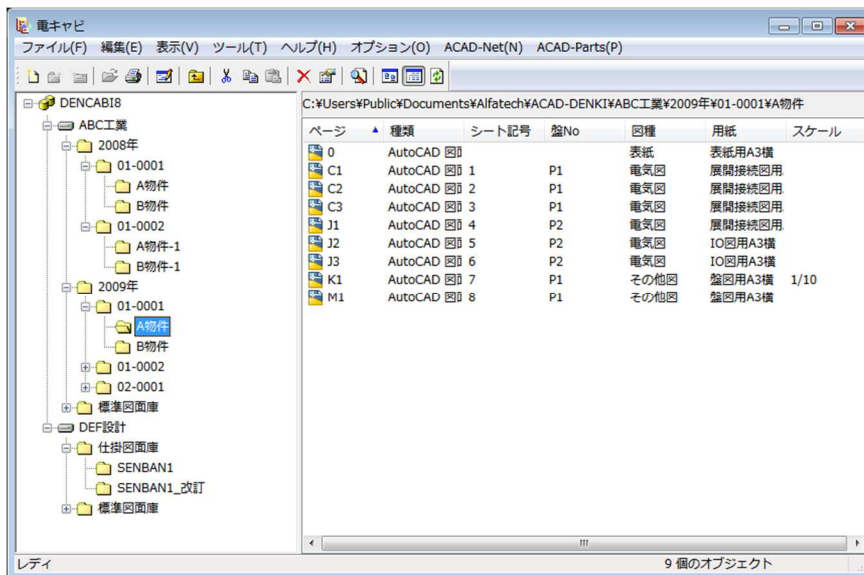 電キャビ
ファイル(F) 編集(E) 表示(V) ツール(T) ヘルプ(H) オプション(O) ACAD-Net(N) ACAD-Parts(P)
DENCABI8
ABC工業
2008年
01-0001
A物件
B物件
01-0002
A物件-1
B物件-1
2009年
01-0001
A物件
B物件
01-0002
02-0001
標準図面庫
DEF設計
仕掛図面庫
SENBAN1
SENBAN1_改訂
標準図面庫
C:¥Users¥Public¥Documents¥Alfatech¥ACAD-DENKI¥ABC工業¥2009年¥01-0001¥A物件
ページ 種類 シート記号 盤No 図種 用紙 スケール
0 AutoCAD 図 表紙 表紙用A3横
C1 AutoCAD 図 1 P1 電気図 展開接続図用
C2 AutoCAD 図 2 P1 電気図 展開接続図用
C3 AutoCAD 図 3 P1 電気図 展開接続図用
J1 AutoCAD 図 4 P2 電気図 展開接続図用
J2 AutoCAD 図 5 P2 電気図 IO図用A3横
J3 AutoCAD 図 6 P2 電気図 IO図用A3横
K1 AutoCAD 図 7 P1 その他図 盤図用A3横 1/10
M1 AutoCAD 図 8 P1 その他図 盤図用A3横
レディ 9 個のオブジェクト